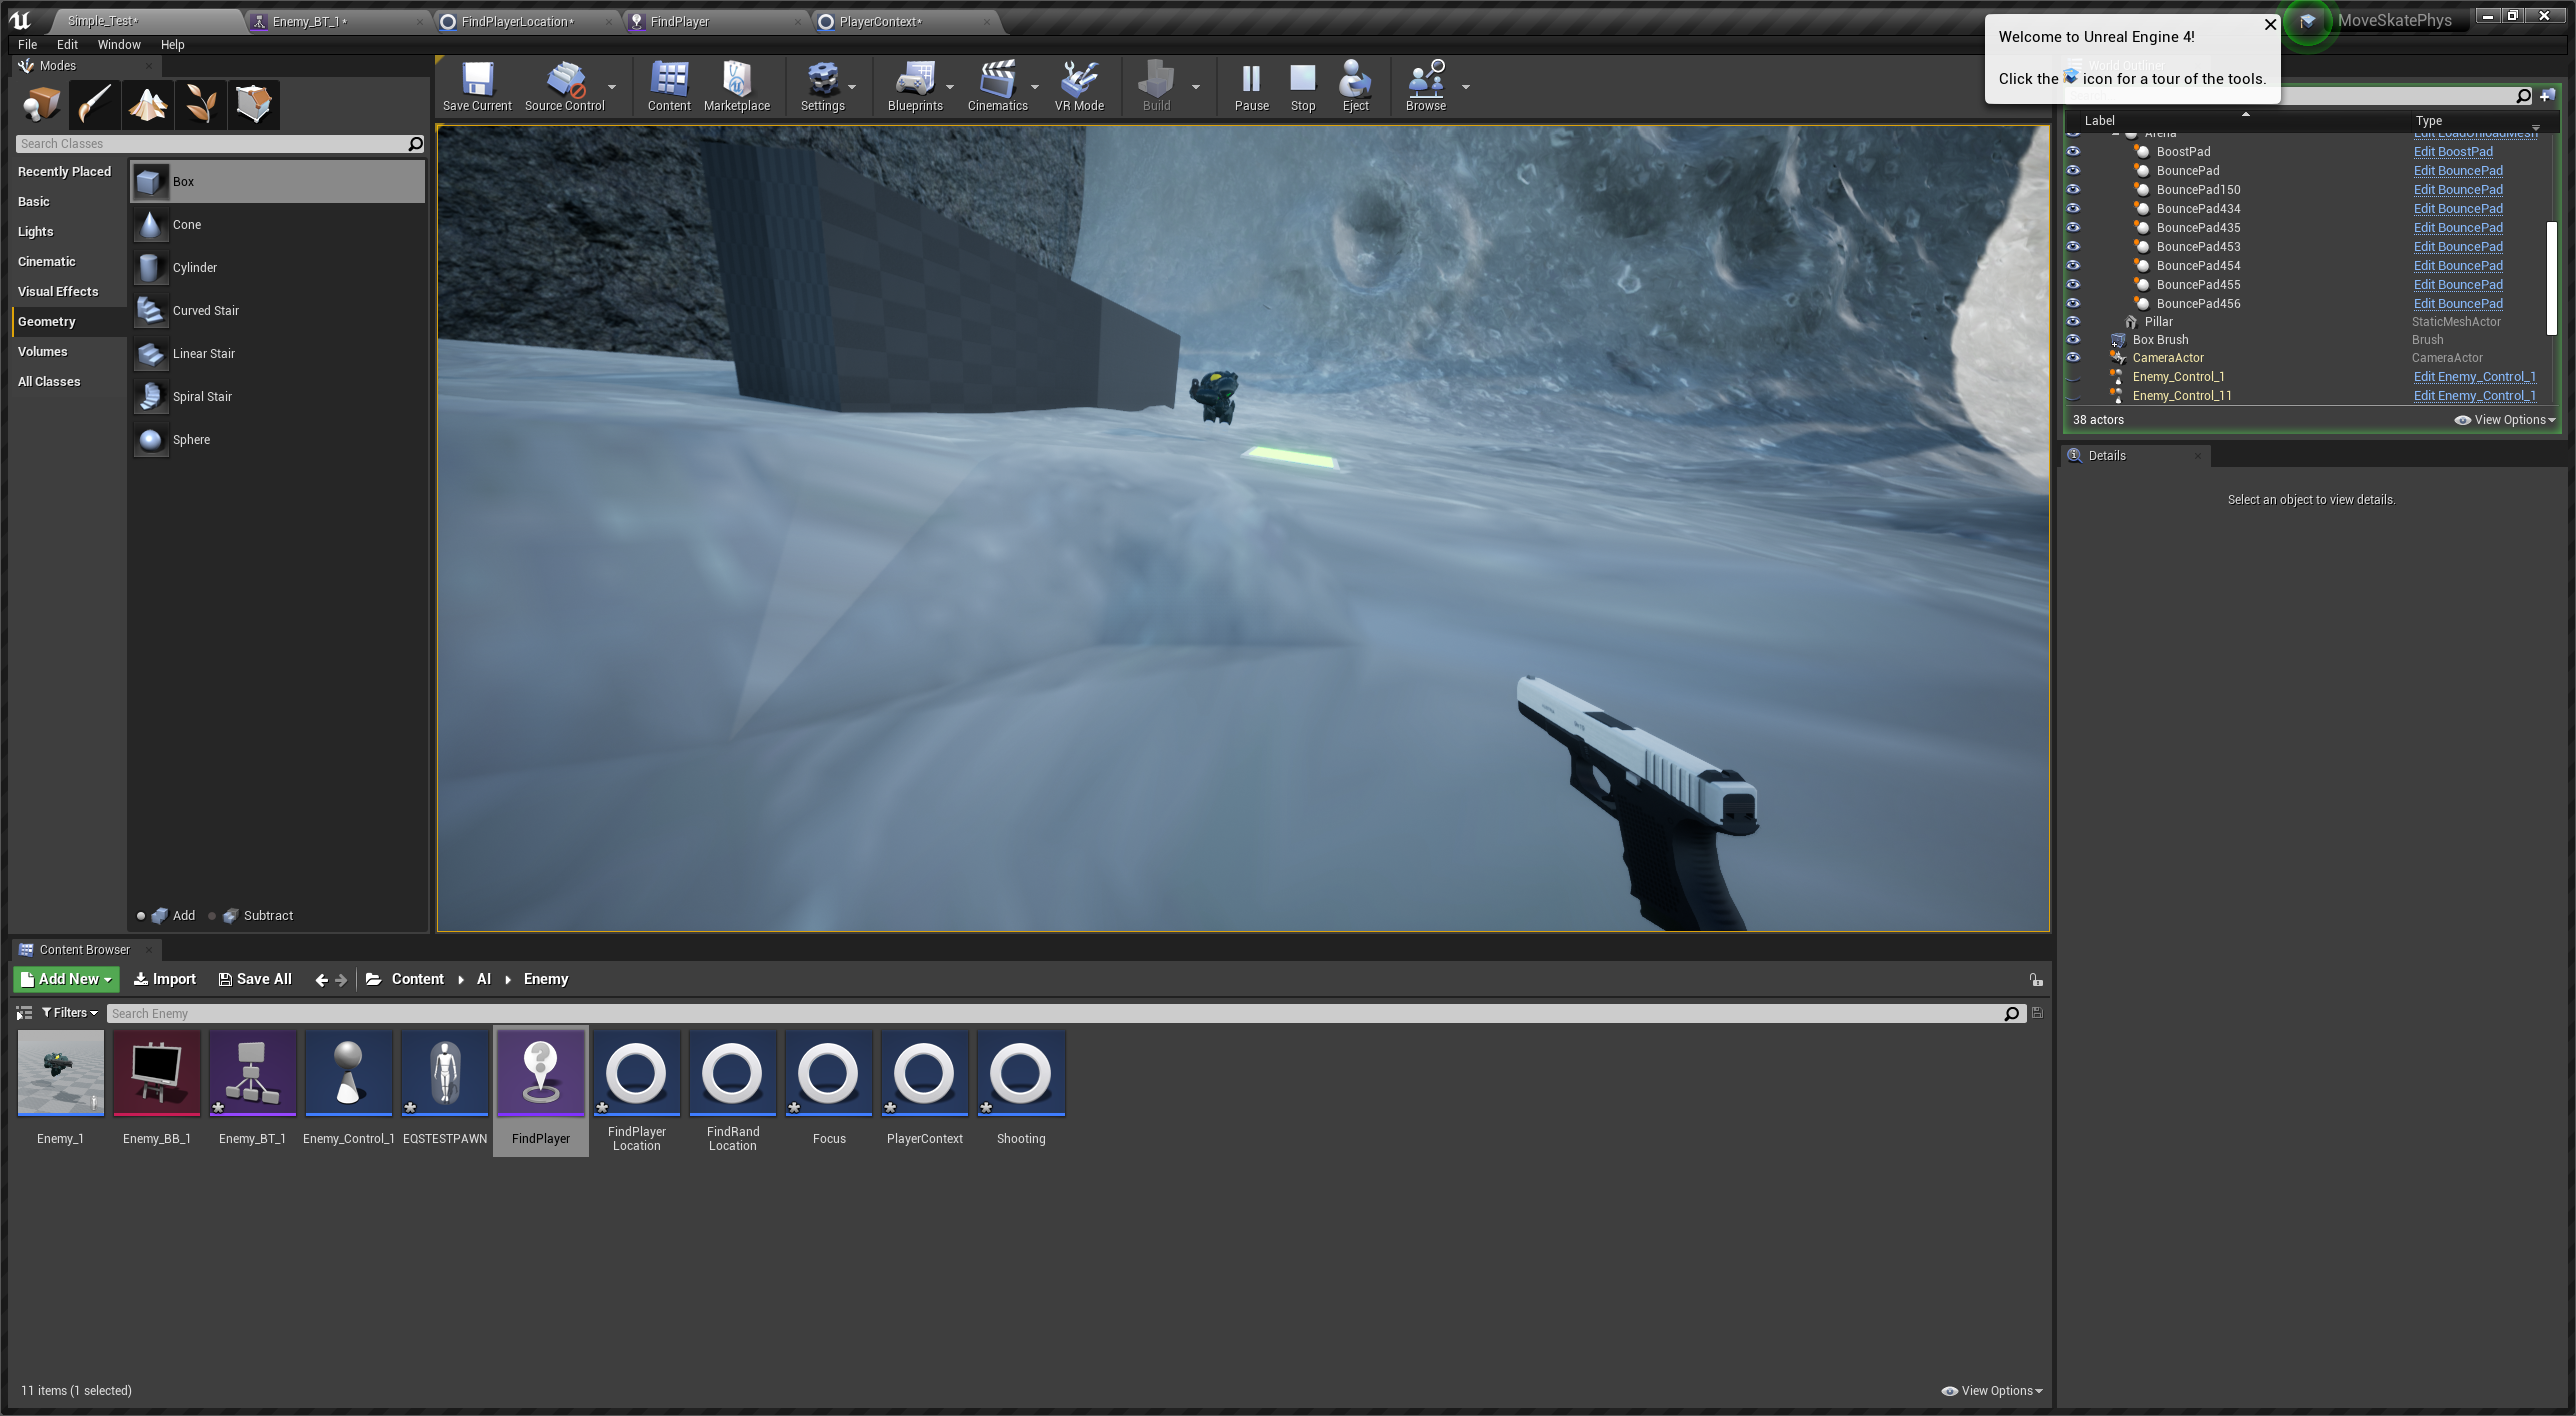 Simple_Test*
Enemy_BT_1*
FindPlayerLocation*
FindPlayer
PlayerContext*
MoveSkatePhys
File Edit Window Help
Welcome to Unreal Engine 4!
Click the icon for a tour of the tools.
World Outliner
Modes
Save Current
Source Control
Content
Marketplace
Settings
Blueprints
Cinematics
VR Mode
Build
Pause
Stop
Eject
Browse
Search Classes
Recently Placed
Basic
Lights
Cinematic
Visual Effects
Geometry
Volumes
All Classes
Box
Cone
Cylinder
Curved Stair
Linear Stair
Spiral Stair
Sphere
Add
Subtract
Label Type
Arena Edit LoadUnloadMesh
BoostPad Edit BoostPad
BouncePad Edit BouncePad
BouncePad150 Edit BouncePad
BouncePad434 Edit BouncePad
BouncePad435 Edit BouncePad
BouncePad453 Edit BouncePad
BouncePad454 Edit BouncePad
BouncePad455 Edit BouncePad
BouncePad456 Edit BouncePad
Pillar StaticMeshActor
Box Brush Brush
CameraActor CameraActor
Enemy_Control_1 Edit Enemy_Control_1
Enemy_Control_11 Edit Enemy_Control_1
38 actors View Options
Details
Select an object to view details.
Content Browser
Add New Import Save All Content AI Enemy
Filters Search Enemy
Enemy_1
Enemy_BB_1
Enemy_BT_1
Enemy_Control_1
EQSTESTPAWN
FindPlayer
FindPlayer
Location
FindRand
Location
Focus
PlayerContext
Shooting
11 items (1 selected)
View Options